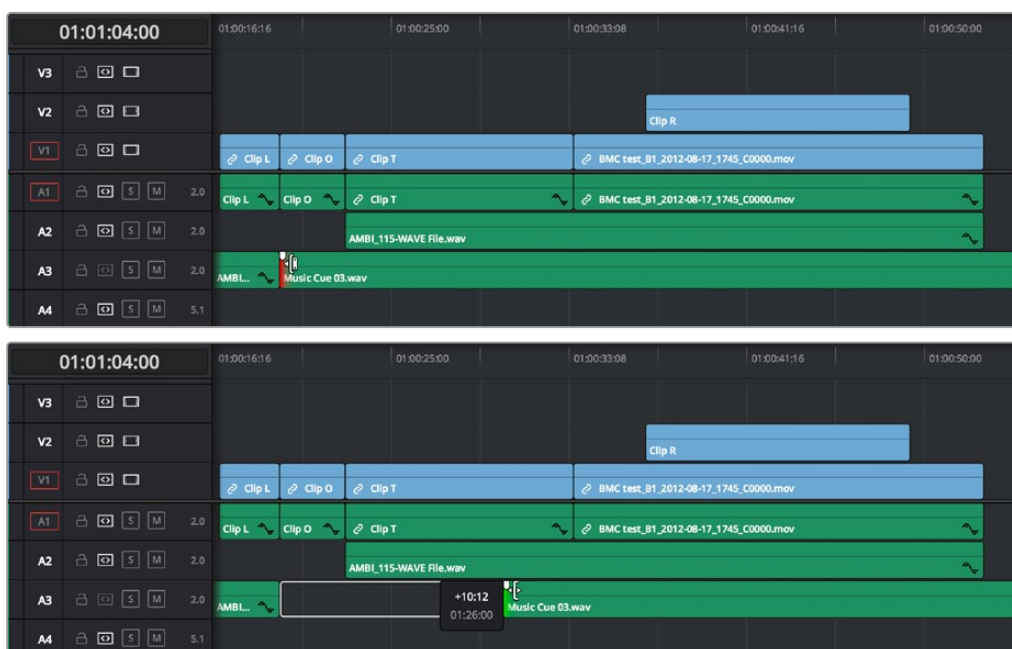 01:01:04:00 01:00:16:16 01:00:25:00 01:00:33:08 01:00:41:16 01:00:50:00
V3
V2
Clip R
V1 Clip L Clip O Clip T BMC test_B1_2012-08-17_1745_C0000.mov
A1 S M 2.0 Clip L Clip O Clip T BMC test_B1_2012-08-17_1745_C0000.mov
A2 S M 2.0 AMBI_115-WAVE File.wav
A3 S M 2.0 AMBI... Music Cue 03.wav
A4 S M 5.1
01:01:04:00 01:00:16:16 01:00:25:00 01:00:33:08 01:00:41:16 01:00:50:00
V3
V2
Clip R
V1 Clip L Clip O Clip T BMC test_B1_2012-08-17_1745_C0000.mov
A1 S M 2.0 Clip L Clip O Clip T BMC test_B1_2012-08-17_1745_C0000.mov
A2 S M 2.0 AMBI_115-WAVE File.wav
A3 S M 2.0 AMBI... +10:12 Music Cue 03.wav
01:26:00
A4 S M 5.1